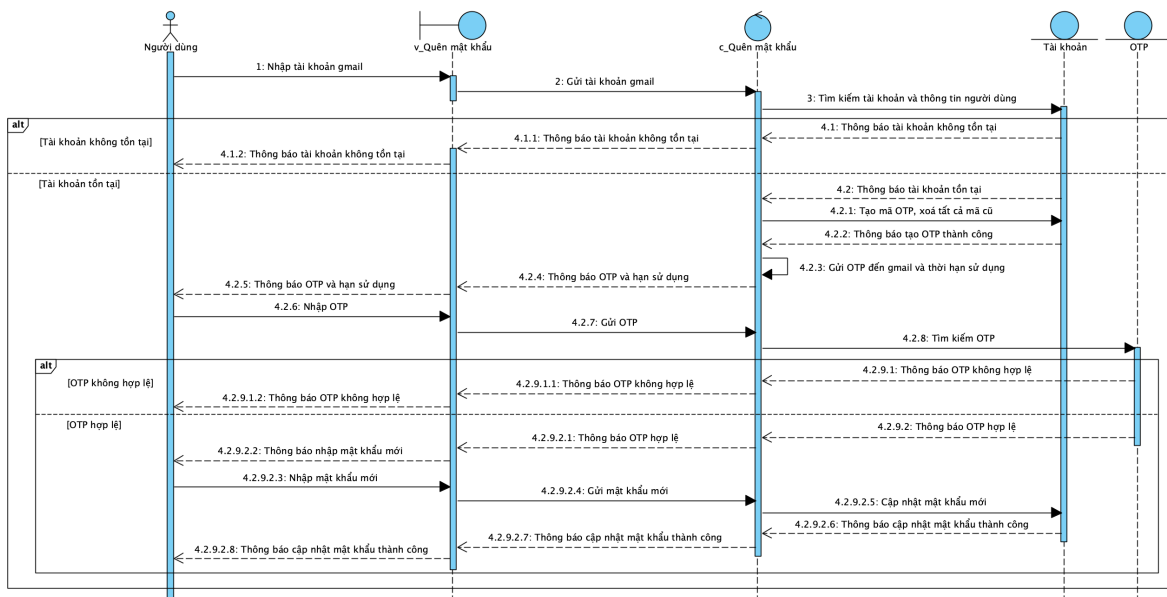 Người dùng
v_Quên mật khẩu
c_Quên mật khẩu
Tài khoản
OTP
1: Nhập tài khoản gmail
2: Gửi tài khoản gmail
3: Tìm kiếm tài khoản và thông tin người dùng
alt
[Tài khoản không tồn tại]
4.1: Thông báo tài khoản không tồn tại
4.1.1: Thông báo tài khoản không tồn tại
4.1.2: Thông báo tài khoản không tồn tại
[Tài khoản tồn tại]
4.2: Thông báo tài khoản tồn tại
4.2.1: Tạo mã OTP, xoá tất cả mã cũ
4.2.2: Thông báo tạo OTP thành công
4.2.3: Gửi OTP đến gmail và thời hạn sử dụng
4.2.4: Thông báo OTP và hạn sử dụng
4.2.5: Thông báo OTP và hạn sử dụng
4.2.6: Nhập OTP
4.2.7: Gửi OTP
4.2.8: Tìm kiếm OTP
alt
[OTP không hợp lệ]
4.2.9.1: Thông báo OTP không hợp lệ
4.2.9.1.1: Thông báo OTP không hợp lệ
4.2.9.1.2: Thông báo OTP không hợp lệ
[OTP hợp lệ]
4.2.9.2: Thông báo OTP hợp lệ
4.2.9.2.1: Thông báo OTP hợp lệ
4.2.9.2.2: Thông báo nhập mật khẩu mới
4.2.9.2.3: Nhập mật khẩu mới
4.2.9.2.4: Gửi mật khẩu mới
4.2.9.2.5: Cập nhật mật khẩu mới
4.2.9.2.6: Thông báo cập nhật mật khẩu thành công
4.2.9.2.7: Thông báo cập nhật mật khẩu thành công
4.2.9.2.8: Thông báo cập nhật mật khẩu thành công